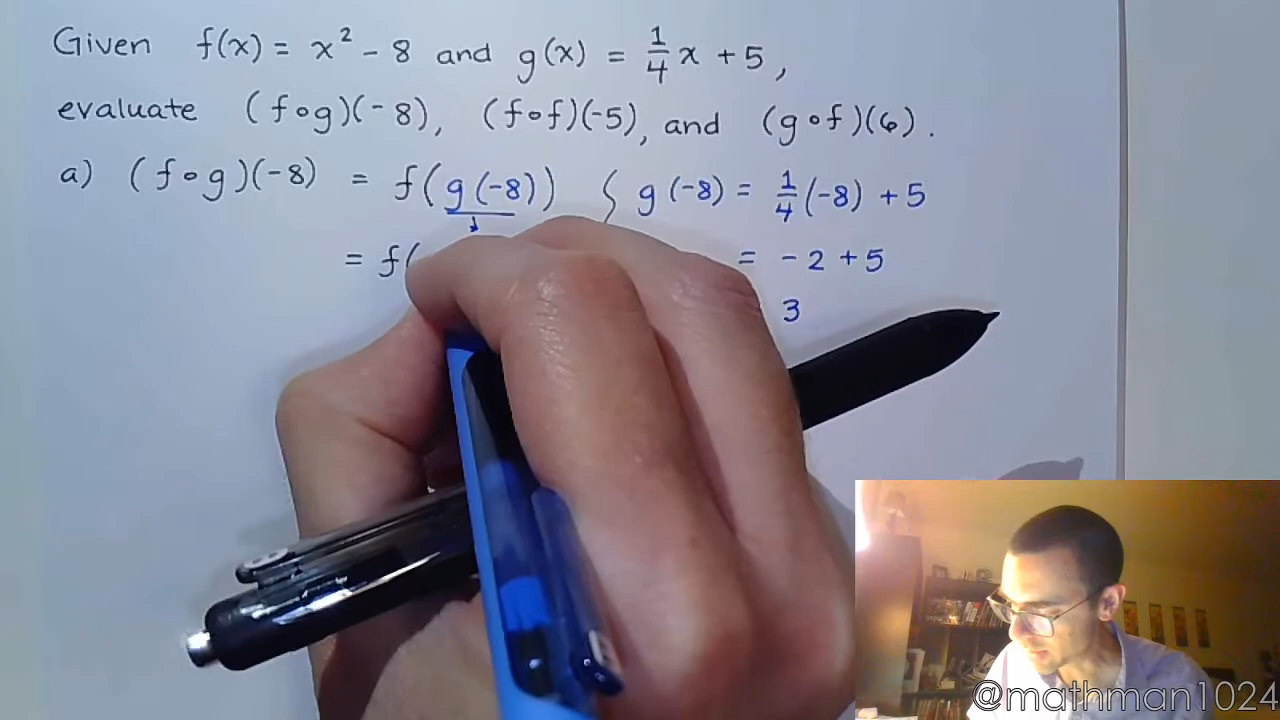 Given f(x) = x² - 8 and g(x) = 1/4 x + 5,
evaluate (f∘g)(-8), (f∘f)(-5), and (g∘f)(6).
a) (f∘g)(-8) = f(g(-8)) { g(-8) = 1/4 (-8) + 5
= f( = -2 + 5
3
@mathman1024